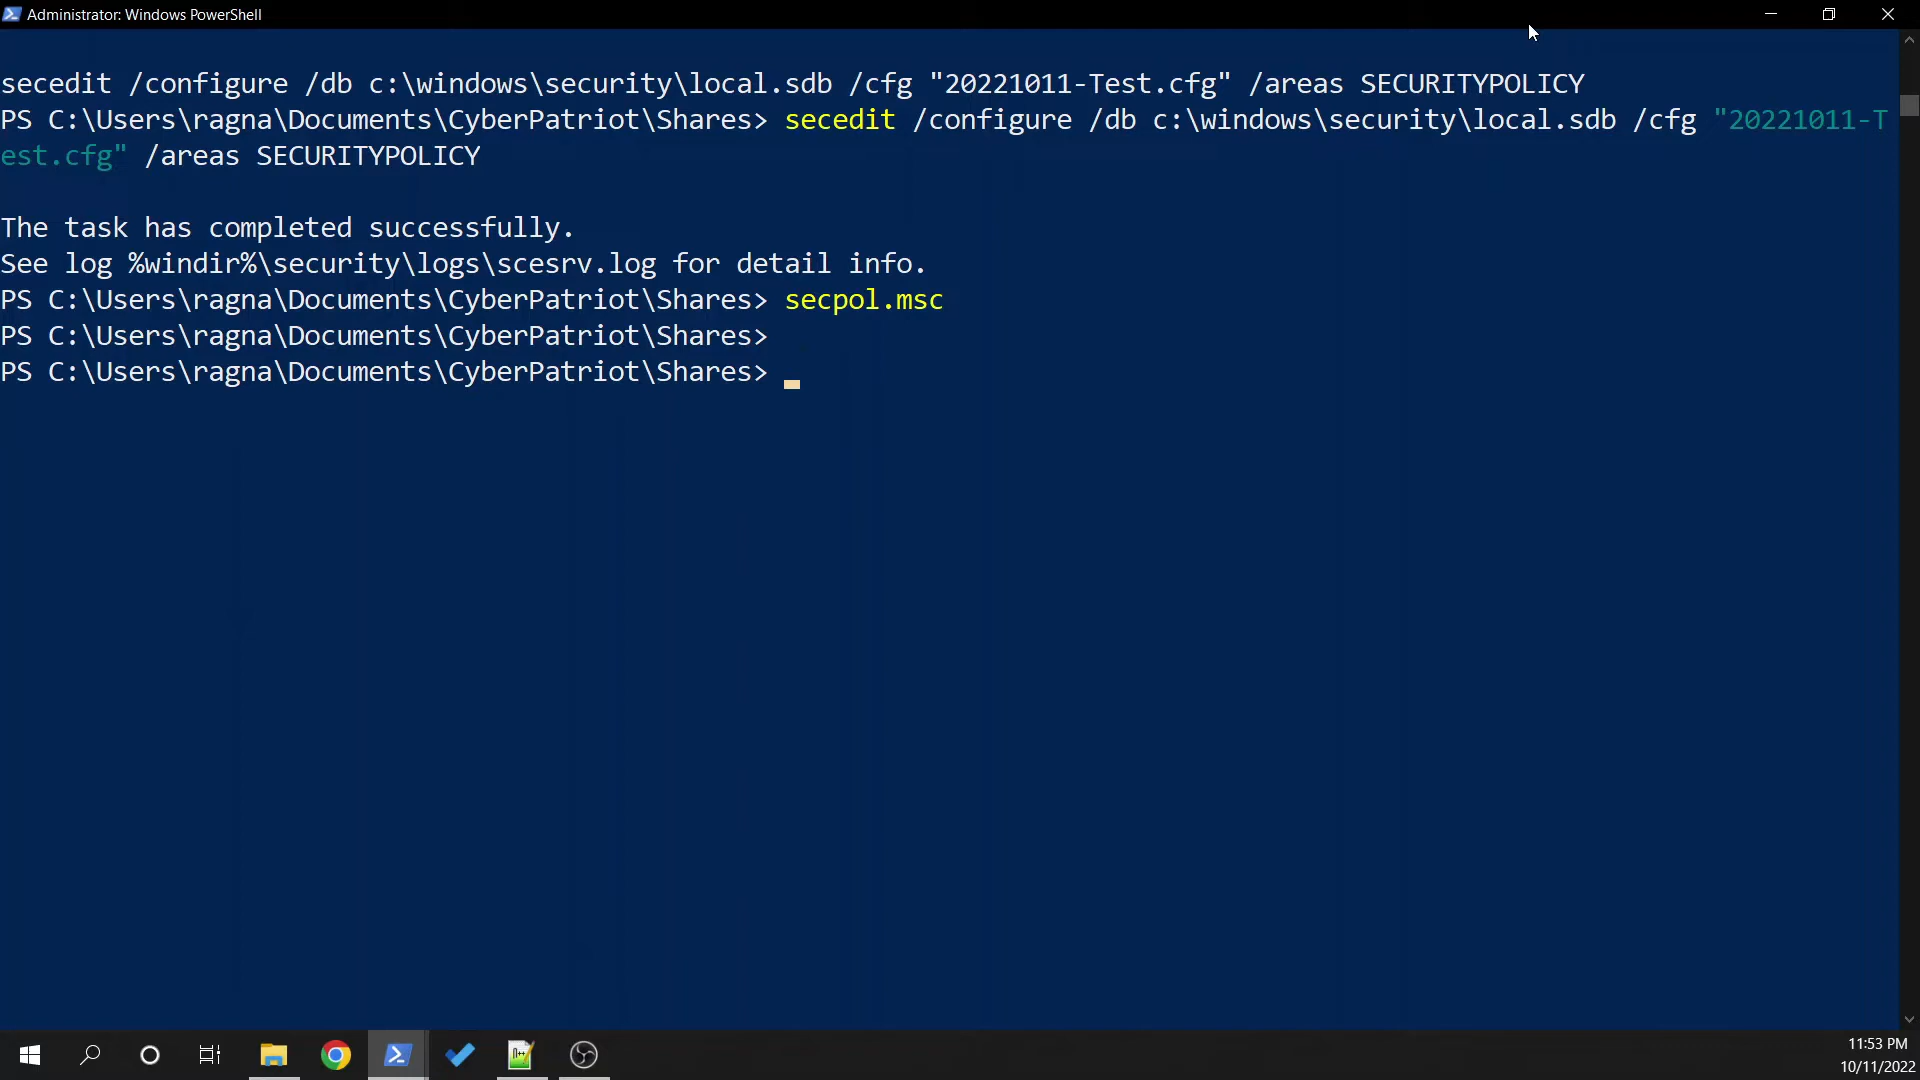 Administrator: Windows PowerShell
secedit /configure /db c:\windows\security\local.sdb /cfg "20221011-Test.cfg" /areas SECURITYPOLICY
PS C:\Users\ragna\Documents\CyberPatriot\Shares> secedit /configure /db c:\windows\security\local.sdb /cfg "20221011-T
est.cfg" /areas SECURITYPOLICY
The task has completed successfully.
See log %windir%\security\logs\scesrv.log for detail info.
PS C:\Users\ragna\Documents\CyberPatriot\Shares> secpol.msc
PS C:\Users\ragna\Documents\CyberPatriot\Shares>
PS C:\Users\ragna\Documents\CyberPatriot\Shares>
11:53 PM
10/11/2022